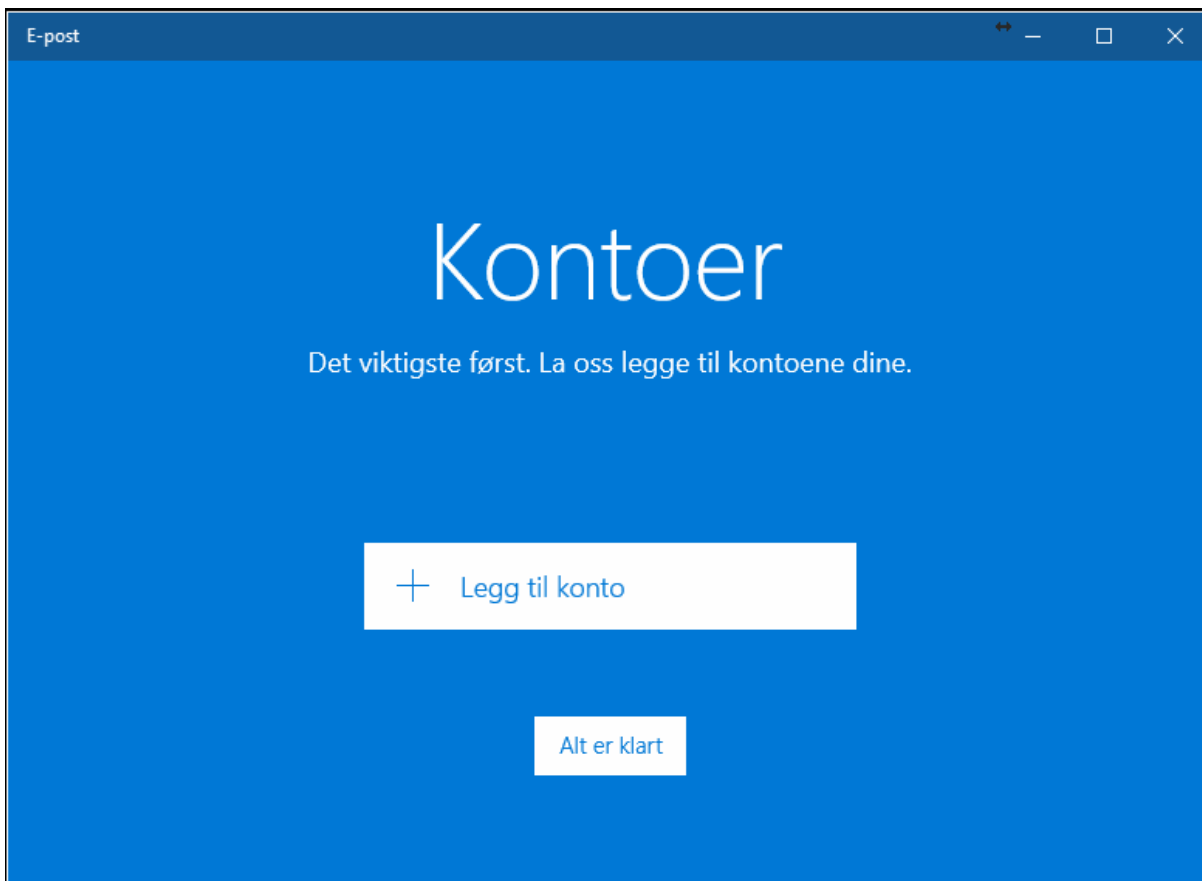 E-post
Kontoer
Det viktigste først. La oss legge til kontoene dine.
Legg til konto
Alt er klart